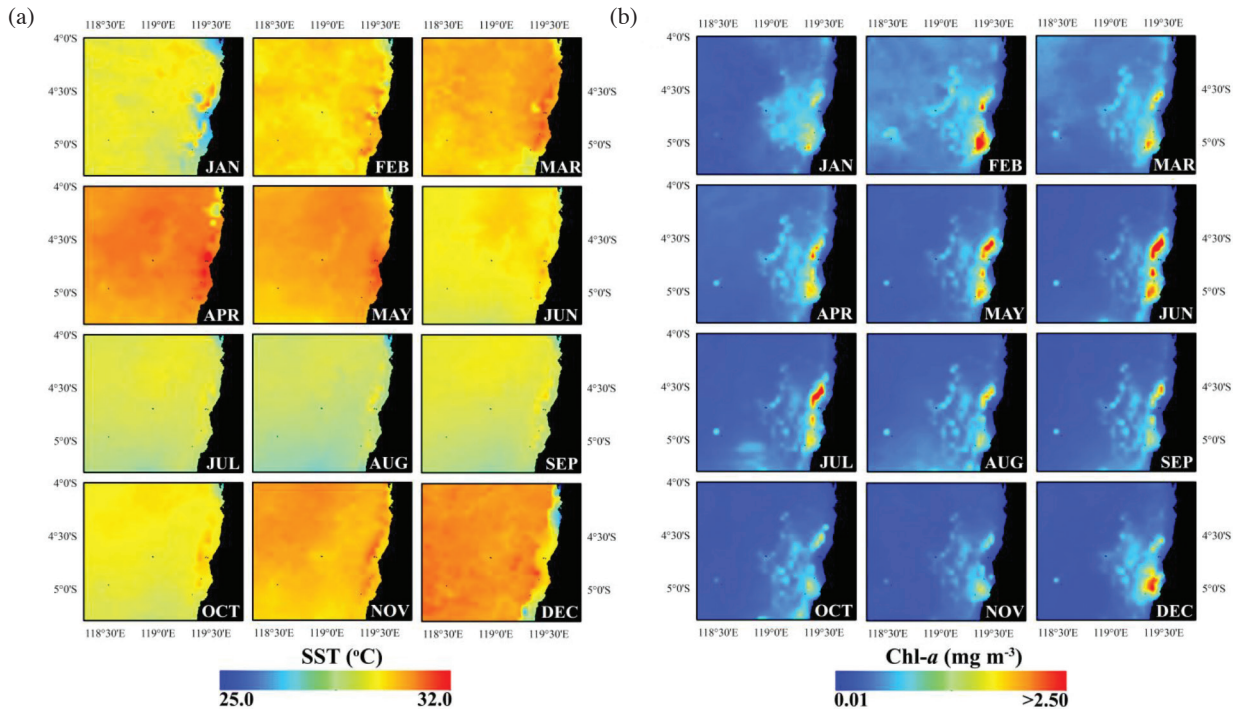 (a)
118°30'E 119°0'E 119°30'E 118°30'E 119°0'E 119°30'E 118°30'E 119°0'E 119°30'E
4°0'S
4°30'S 4°30'S
5°0'S 5°0'S
JAN FEB MAR
4°0'S
4°30'S 4°30'S
5°0'S 5°0'S
APR MAY JUN
4°0'S
4°30'S 4°30'S
5°0'S 5°0'S
JUL AUG SEP
4°0'S
4°30'S 4°30'S
5°0'S 5°0'S
OCT NOV DEC
118°30'E 119°0'E 119°30'E 118°30'E 119°0'E 119°30'E 118°30'E 119°0'E 119°30'E
SST (°C)
25.0 32.0
(b)
118°30'E 119°0'E 119°30'E 118°30'E 119°0'E 119°30'E 118°30'E 119°0'E 119°30'E
4°0'S
4°30'S 4°30'S
5°0'S 5°0'S
JAN FEB MAR
4°0'S
4°30'S 4°30'S
5°0'S 5°0'S
APR MAY JUN
4°0'S
4°30'S 4°30'S
5°0'S 5°0'S
JUL AUG SEP
4°0'S
4°30'S 4°30'S
5°0'S 5°0'S
OCT NOV DEC
118°30'E 119°0'E 119°30'E 118°30'E 119°0'E 119°30'E 118°30'E 119°0'E 119°30'E
Chl-a (mg m⁻³)
0.01 >2.50